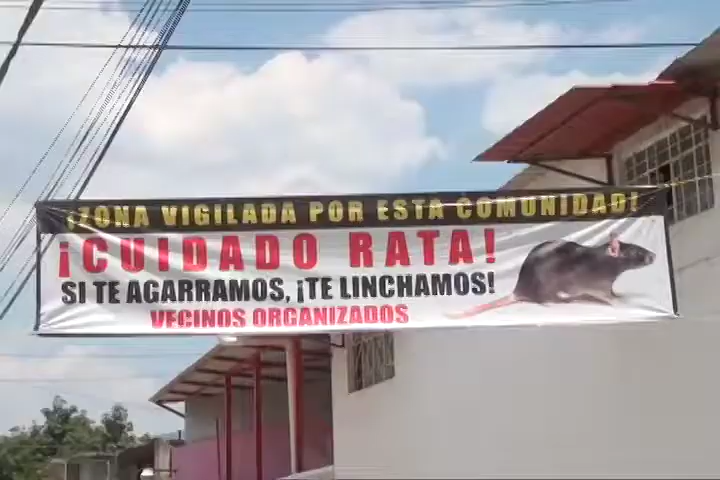 ¡ZONA VIGILADA POR ESTA COMUNIDAD!
¡CUIDADO RATA!
SI TE AGARRAMOS, ¡TE LINCHAMOS!
VECINOS ORGANIZADOS